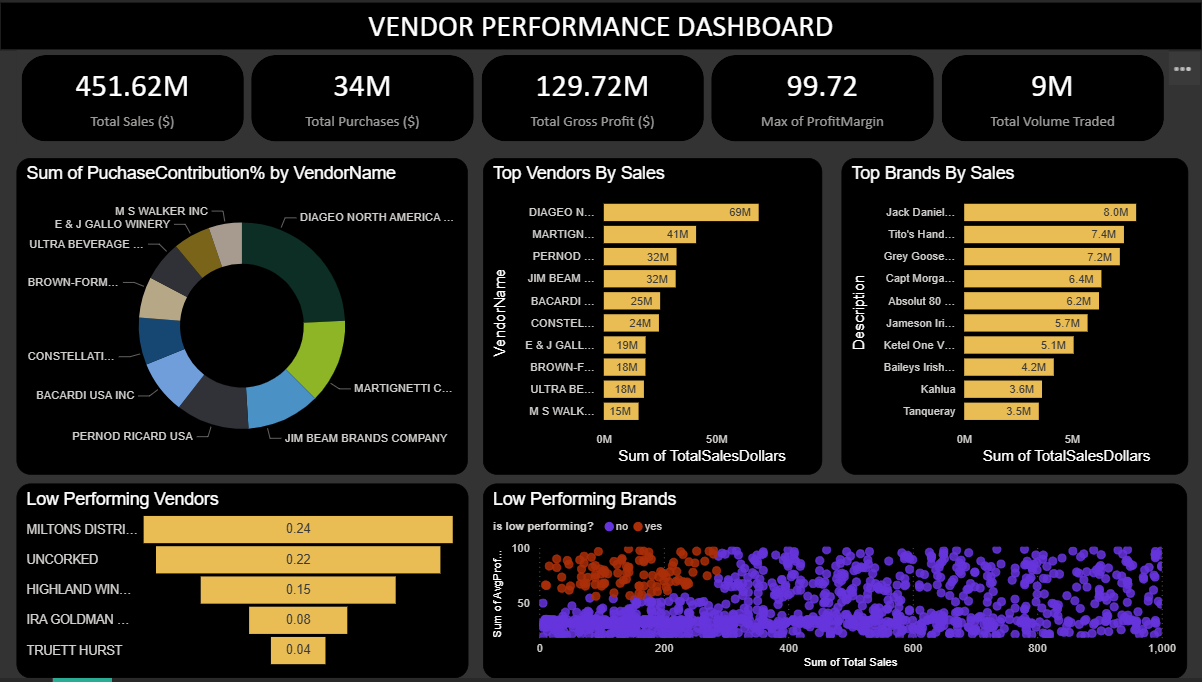 VENDOR PERFORMANCE DASHBOARD
451.62M
Total Sales ($)
34M
Total Purchases ($)
129.72M
Total Gross Profit ($)
99.72
Max of ProfitMargin
9M
Total Volume Traded
Sum of PuchaseContribution% by VendorName
M S WALKER INC
E & J GALLO WINERY
ULTRA BEVERAGE ...
BROWN-FORM...
CONSTELLATI...
BACARDI USA INC
PERNOD RICARD USA
DIAGEO NORTH AMERICA ...
MARTIGNETTI C...
JIM BEAM BRANDS COMPANY
Top Vendors By Sales
VendorName
DIAGEO N... 69M
MARTIGN... 41M
PERNOD ... 32M
JIM BEAM ... 32M
BACARDI ... 25M
CONSTEL... 24M
E & J GALL... 19M
BROWN-F... 18M
ULTRA BE... 18M
M S WALK... 15M
0M 50M
Sum of TotalSalesDollars
Top Brands By Sales
Description
Jack Daniel... 8.0M
Tito's Hand... 7.4M
Grey Goose... 7.2M
Capt Morga... 6.4M
Absolut 80 ... 6.2M
Jameson Iri... 5.7M
Ketel One V... 5.1M
Baileys Irish... 4.2M
Kahlua 3.6M
Tanqueray 3.5M
0M 5M
Sum of TotalSalesDollars
Low Performing Vendors
MILTONS DISTRI... 0.24
UNCORKED 0.22
HIGHLAND WIN... 0.15
IRA GOLDMAN ... 0.08
TRUETT HURST 0.04
Low Performing Brands
is low performing? no yes
Sum of AvgProf...
100
50
0 200 400 600 800 1,000
Sum of Total Sales